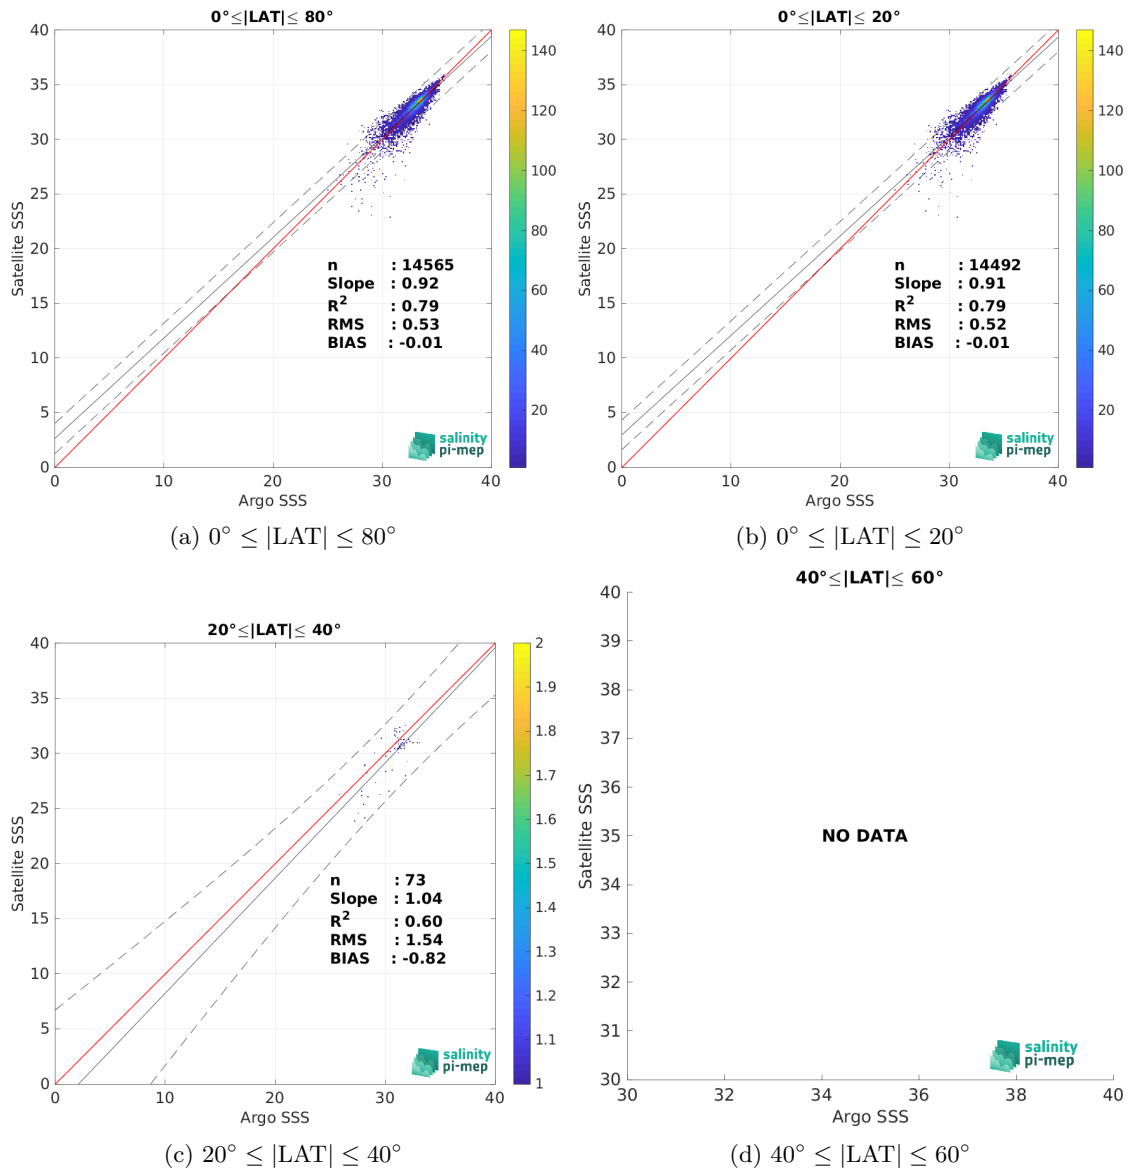 0°≤|LAT|≤ 80°
40
35
30
25
20
15
10
5
0
Satellite SSS
n : 14565
Slope : 0.92
R² : 0.79
RMS : 0.53
BIAS : -0.01
salinity
pi-mep
0 10 20 30 40
Argo SSS
140
120
100
80
60
40
20
(a) 0° ≤ |LAT| ≤ 80°
0°≤|LAT|≤ 20°
40
35
30
25
20
15
10
5
0
Satellite SSS
n : 14492
Slope : 0.91
R² : 0.79
RMS : 0.52
BIAS : -0.01
salinity
pi-mep
0 10 20 30 40
Argo SSS
140
120
100
80
60
40
20
(b) 0° ≤ |LAT| ≤ 20°
20°≤|LAT|≤ 40°
40
35
30
25
20
15
10
5
0
Satellite SSS
n : 73
Slope : 1.04
R² : 0.60
RMS : 1.54
BIAS : -0.82
salinity
pi-mep
0 10 20 30 40
Argo SSS
2
1.9
1.8
1.7
1.6
1.5
1.4
1.3
1.2
1.1
1
(c) 20° ≤ |LAT| ≤ 40°
40°≤|LAT|≤ 60°
40
39
38
37
36
35
34
33
32
31
30
Satellite SSS
NO DATA
salinity
pi-mep
30 32 34 36 38 40
Argo SSS
(d) 40° ≤ |LAT| ≤ 60°